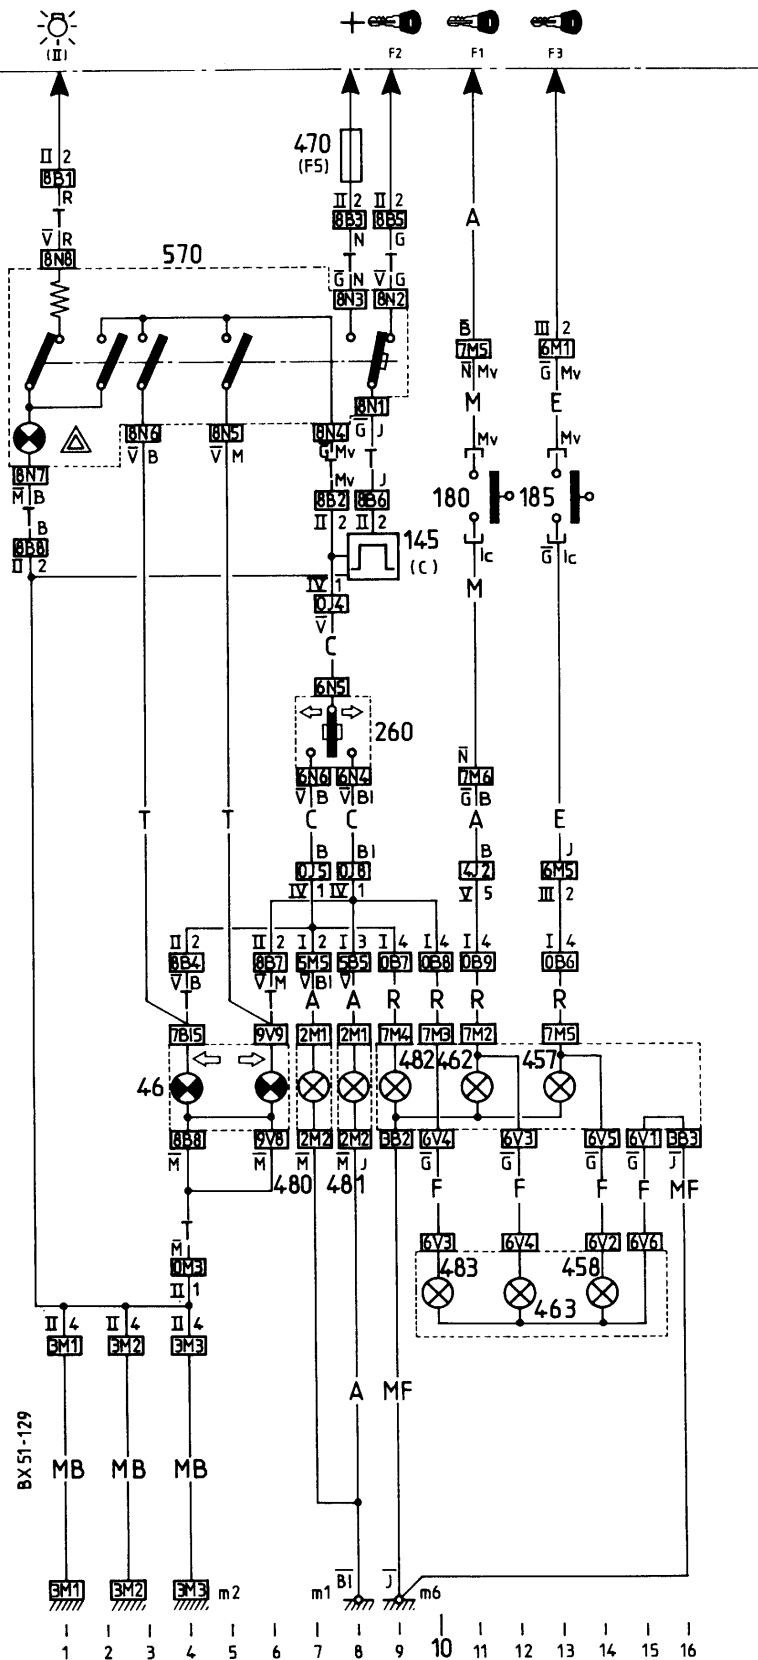 (II)
+
F2 F1 F3
470
(F5)
II 2
8B1
R
T
V R
8N8
570
II 2 II 2
8B3 8B5
N G
T T
G N V G
8N3 8N2
A
B
7M5
N Mv
M
Mv
III 2
6M1
G Mv
E
Mv
8N1
G J
8N6 8N5 8N4
V B V M G Mv
T T
Mv J
8B2 8B6
II 2 II 2
8N7
M B
T
B
8B8
II 2
180 185
145
(C)
Ic G Ic
M
IV 1
0J4
V
C
6N5
260
6N6 6N4
V B V Bl
C C
B Bl
0J5 0J8
IV 1 IV 1
N
7M6
G B
A
B
4J2
V 5
E
J
6M5
III 2
T T
II 2 II 2 I 2 I 3 I 4 I 4 I 4 I 4
8B4 8B7 5M5 5B5 0B7 0B8 0B9 0B6
V B V M V Bl V
T T A A R R R R
7B15 9V9 2M1 2M1 7M4 7M3 7M2 7M5
482 462 457
46
8B8 9V8 2M2 2M2 3B2 6V4 6V3 6V5 6V1 3B3
M M M M J G G G G J
480 481
F F F F MF
T
M
0M3
II 1
6V3 6V4 6V2 6V6
483 458
463
II 4 II 4 II 4
3M1 3M2 3M3
A MF
BX 51-129
MB MB MB
3M1 3M2 3M3 m2
m1 Bl J m6
1 2 3 4 5 6 7 8 9 10 11 12 13 14 15 16